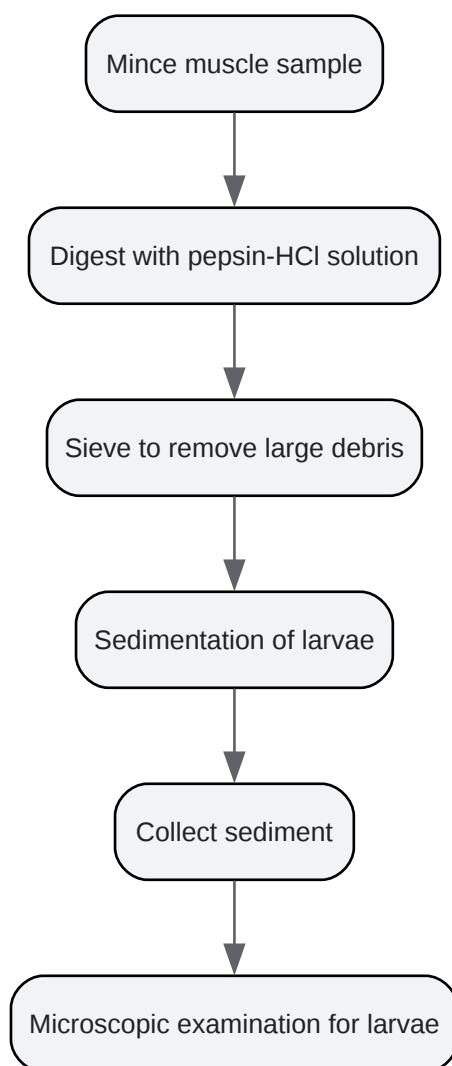 Mince muscle sample
Digest with pepsin-HCl solution
Sieve to remove large debris
Sedimentation of larvae
Collect sediment
Microscopic examination for larvae